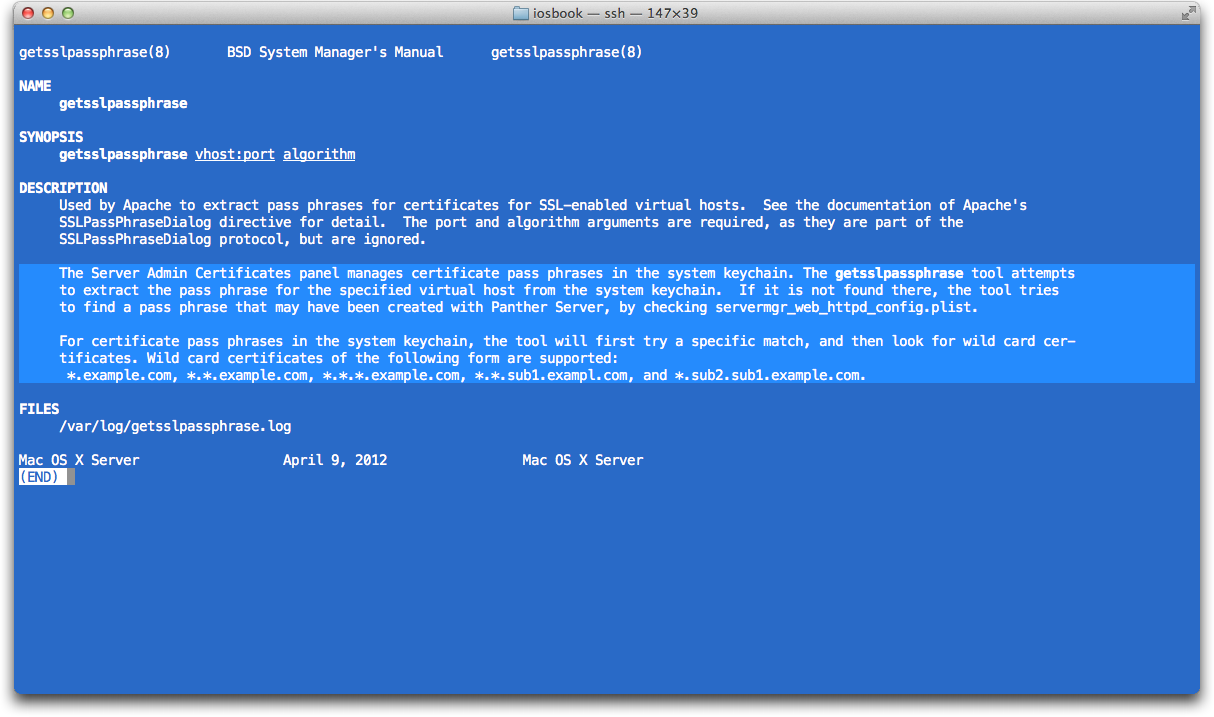 iosbook — ssh — 147×39
getsslpassphrase(8) BSD System Manager's Manual getsslpassphrase(8)
NAME
getsslpassphrase
SYNOPSIS
getsslpassphrase vhost:port algorithm
DESCRIPTION
Used by Apache to extract pass phrases for certificates for SSL-enabled virtual hosts. See the documentation of Apache's
SSLPassPhraseDialog directive for detail. The port and algorithm arguments are required, as they are part of the
SSLPassPhraseDialog protocol, but are ignored.
The Server Admin Certificates panel manages certificate pass phrases in the system keychain. The getsslpassphrase tool attempts
to extract the pass phrase for the specified virtual host from the system keychain. If it is not found there, the tool tries
to find a pass phrase that may have been created with Panther Server, by checking servermgr_web_httpd_config.plist.
For certificate pass phrases in the system keychain, the tool will first try a specific match, and then look for wild card cer-
tificates. Wild card certificates of the following form are supported:
*.example.com, *.*.example.com, *.*.*.example.com, *.*.sub1.exampl.com, and *.sub2.sub1.example.com.
FILES
/var/log/getsslpassphrase.log
Mac OS X Server April 9, 2012 Mac OS X Server
(END)